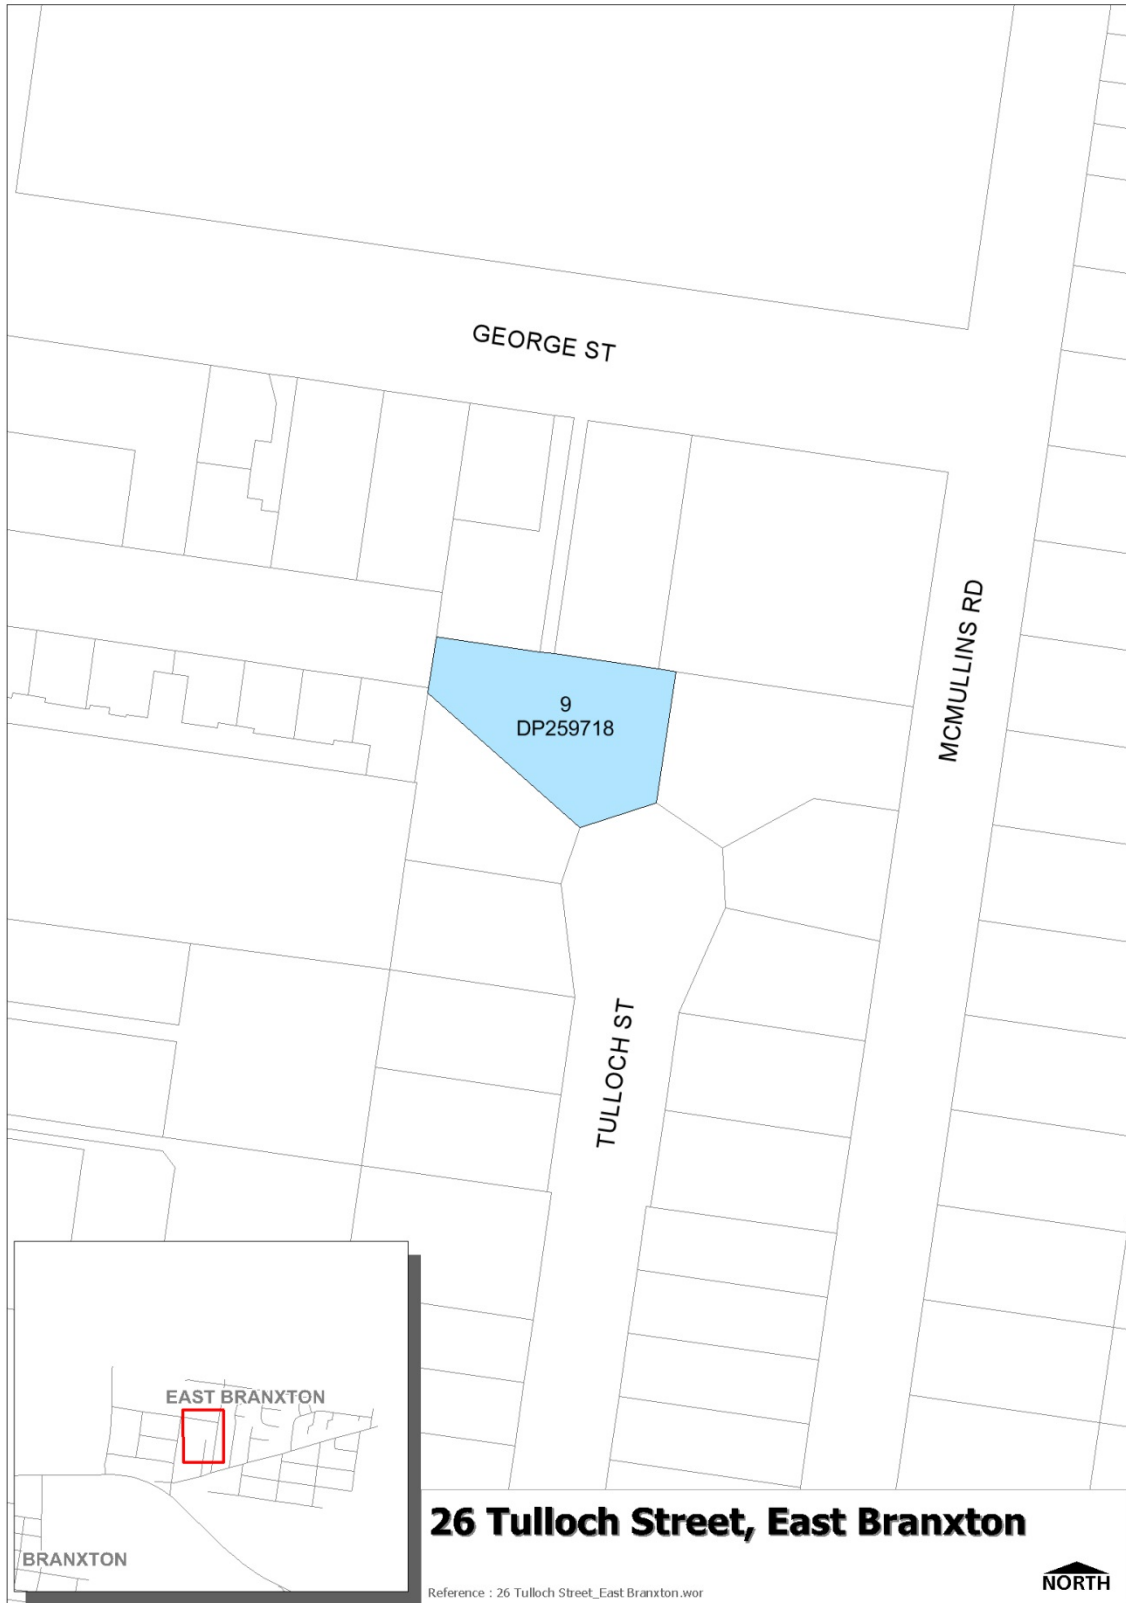 GEORGE ST
MCMULLINS RD
9
DP259718
TULLOCH ST
EAST BRANXTON
BRANXTON
26 Tulloch Street, East Branxton
Reference : 26 Tulloch Street_East Branxton.wor
NORTH